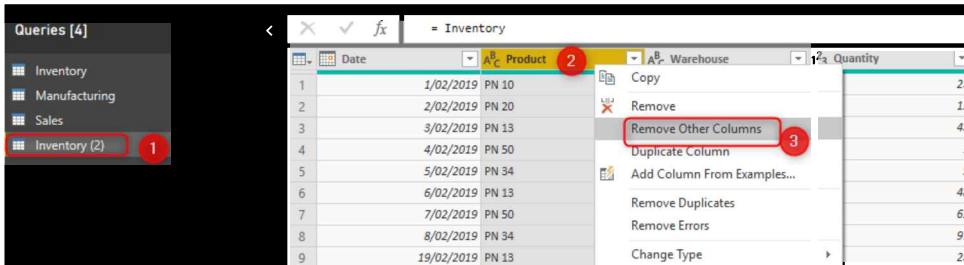 Queries [4]
<
fx
= Inventory
Inventory
Manufacturing
Sales
Inventory (2)
1
Date
ABC Product
2
ABC Warehouse
123 Quantity
1 1/02/2019 PN 10
2 2/02/2019 PN 20
3 3/02/2019 PN 13
4 4/02/2019 PN 50
5 5/02/2019 PN 34
6 6/02/2019 PN 13
7 7/02/2019 PN 50
8 8/02/2019 PN 34
9 19/02/2019 PN 13
Copy
Remove
Remove Other Columns
3
Duplicate Column
Add Column From Examples...
Remove Duplicates
Remove Errors
Change Type